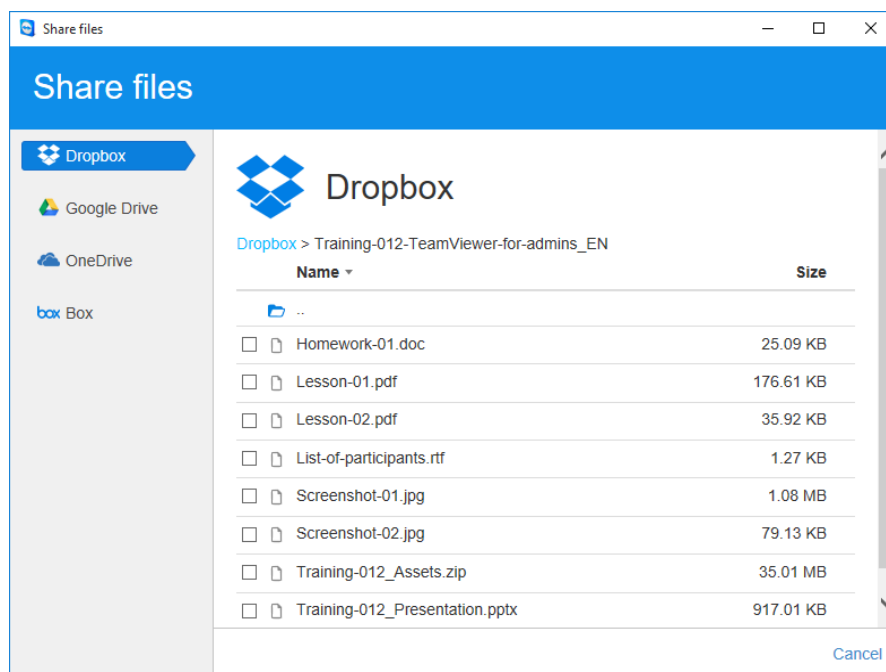 Share files
Share files
Dropbox
Google Drive
OneDrive
box Box
Dropbox
Dropbox > Training-012-TeamViewer-for-admins_EN
Name Size
..
Homework-01.doc 25.09 KB
Lesson-01.pdf 176.61 KB
Lesson-02.pdf 35.92 KB
List-of-participants.rtf 1.27 KB
Screenshot-01.jpg 1.08 MB
Screenshot-02.jpg 79.13 KB
Training-012_Assets.zip 35.01 MB
Training-012_Presentation.pptx 917.01 KB
Cancel